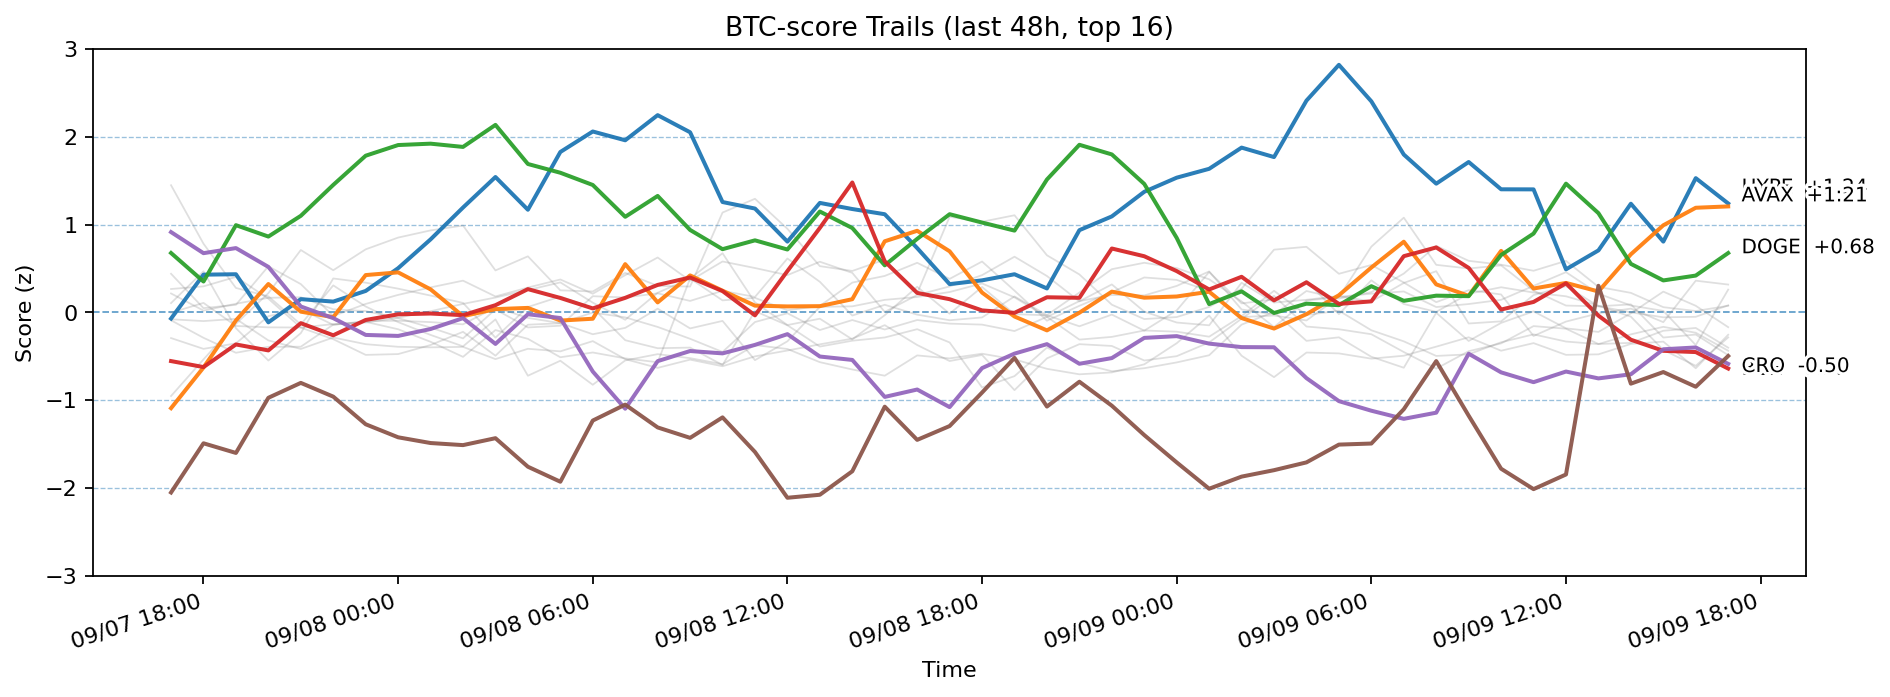 BTC-score Trails (last 48h, top 16)
3
2
1
0
−1
−2
−3
Score (z)
AVAX +1.21
DOGE +0.68
CRO -0.50
09/07 18:00
09/08 00:00
09/08 06:00
09/08 12:00
09/08 18:00
09/09 00:00
09/09 06:00
09/09 12:00
09/09 18:00
Time